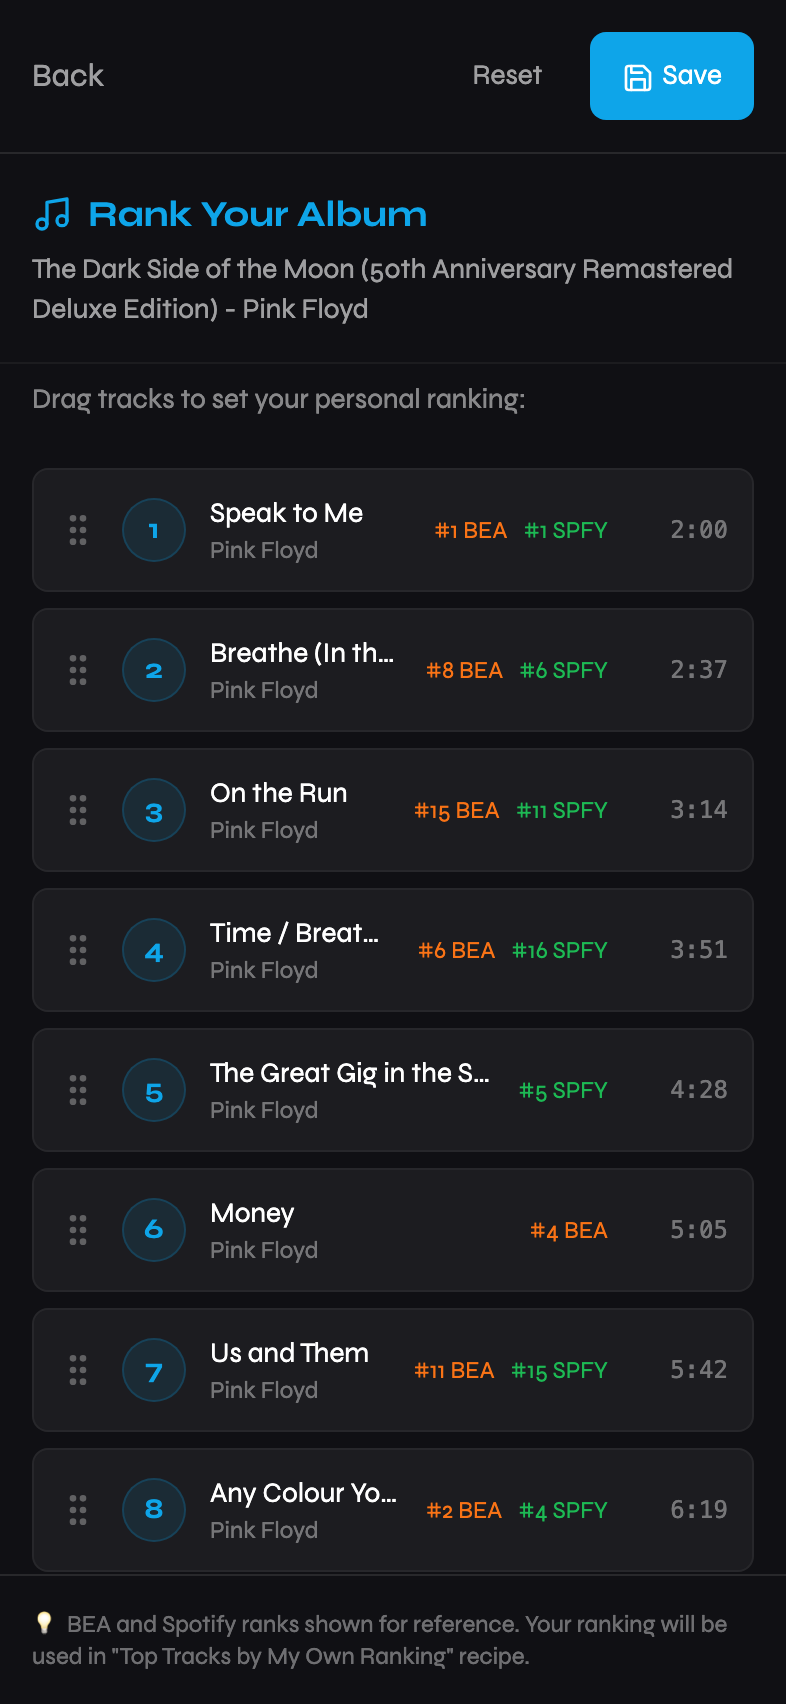 Back
Reset
Save
Rank Your Album
The Dark Side of the Moon (50th Anniversary Remastered
Deluxe Edition) - Pink Floyd
Drag tracks to set your personal ranking:
1
Speak to Me
Pink Floyd
#1 BEA #1 SPFY
2:00
2
Breathe (In th...
Pink Floyd
#8 BEA #6 SPFY
2:37
3
On the Run
Pink Floyd
#15 BEA #11 SPFY
3:14
4
Time / Breat...
Pink Floyd
#6 BEA #16 SPFY
3:51
5
The Great Gig in the S...
Pink Floyd
#5 SPFY
4:28
6
Money
Pink Floyd
#4 BEA
5:05
7
Us and Them
Pink Floyd
#11 BEA #15 SPFY
5:42
8
Any Colour Yo...
Pink Floyd
#2 BEA #4 SPFY
6:19
BEA and Spotify ranks shown for reference. Your ranking will be
used in "Top Tracks by My Own Ranking" recipe.